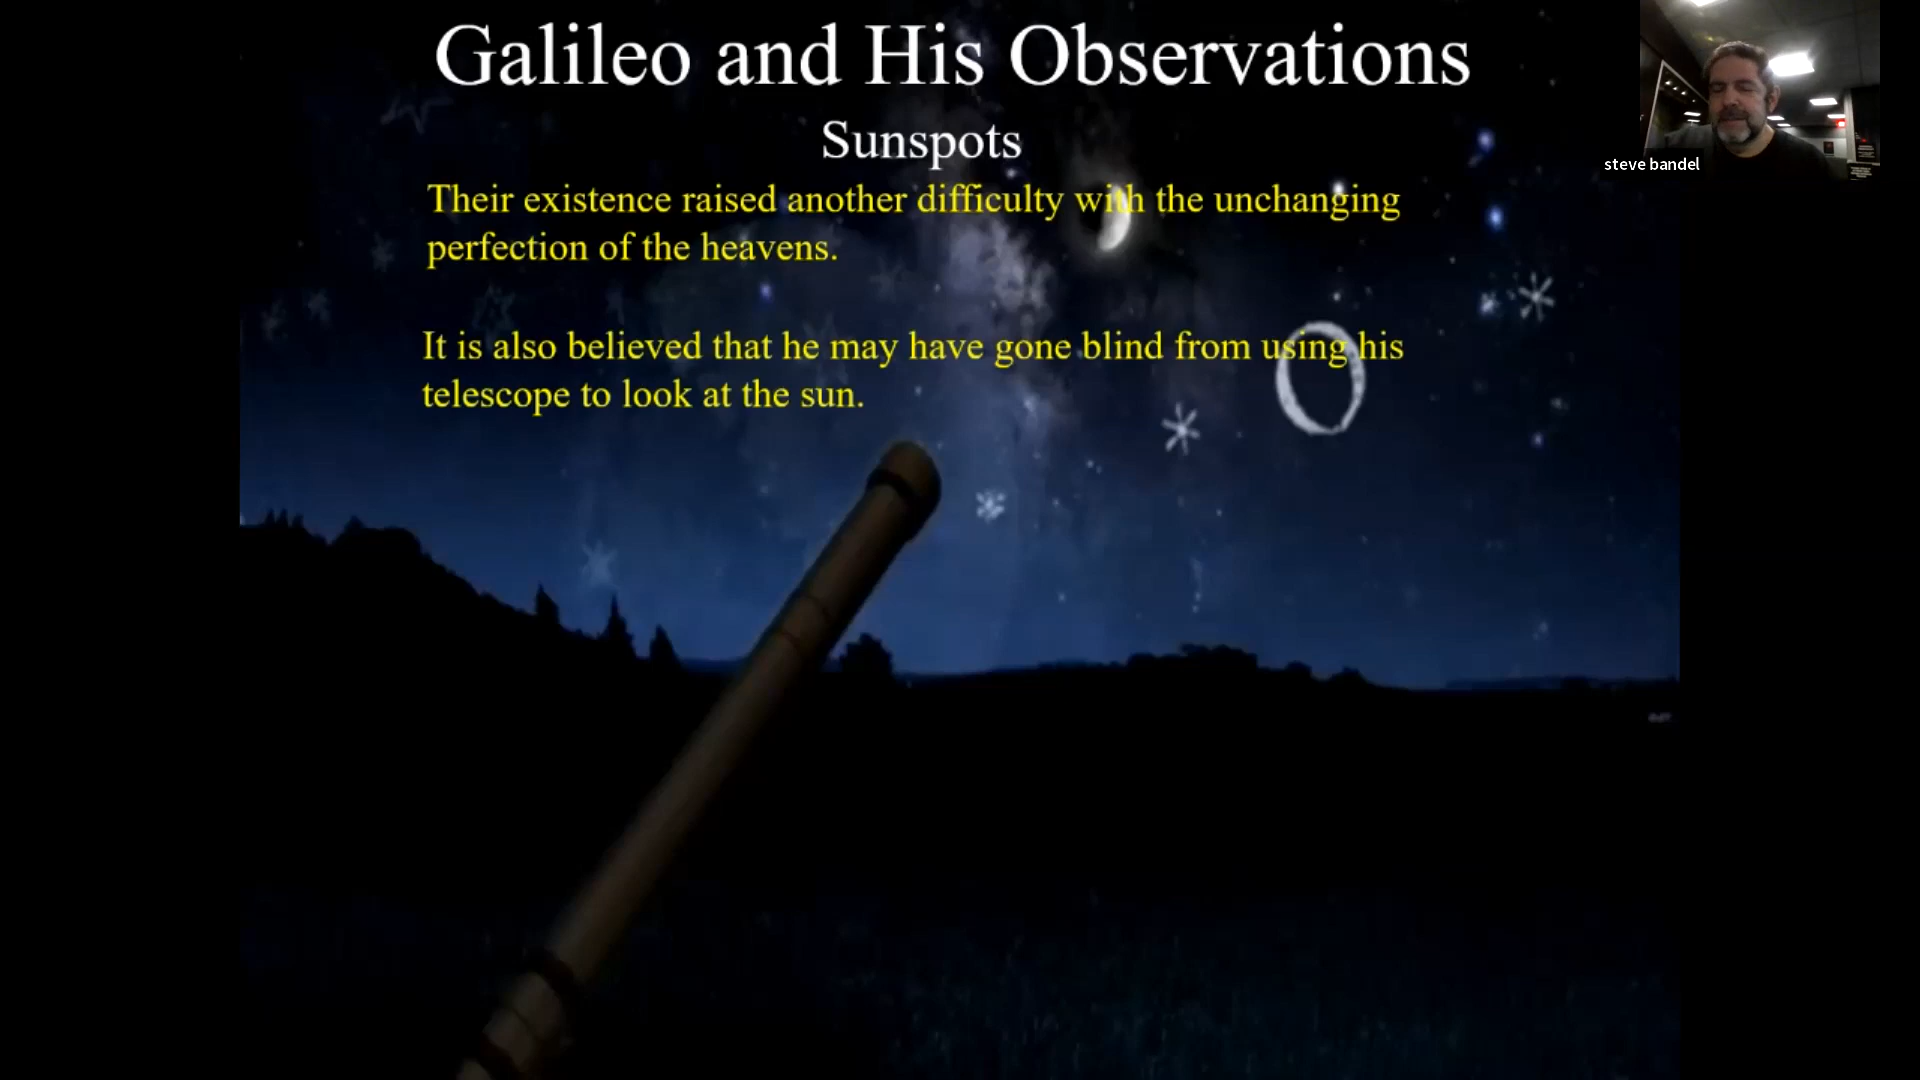 Galileo and His Observations
Sunspots
Their existence raised another difficulty with the unchanging
perfection of the heavens.
It is also believed that he may have gone blind from using his
telescope to look at the sun.
steve bandel